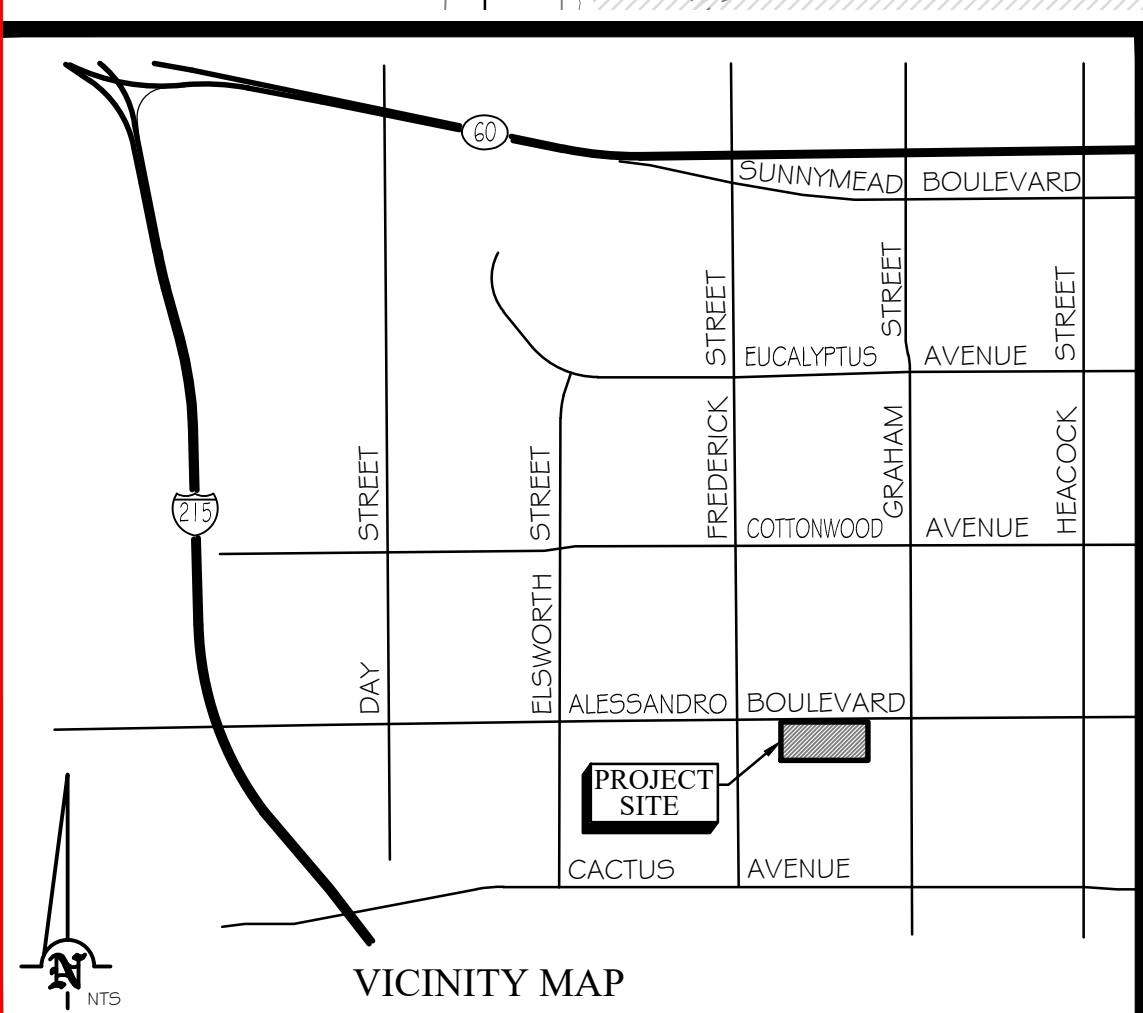 60
SUNNYMEAD BOULEVARD
STREET
STREET
STREET
EUCALYPTUS AVENUE
FREDERICK
GRAHAM
HEACOCK
STREET
STREET
215
COTTONWOOD AVENUE
DAY
ELSWORTH
ALESSANDRO BOULEVARD
PROJECT
SITE
CACTUS AVENUE
N
NTS
VICINITY MAP